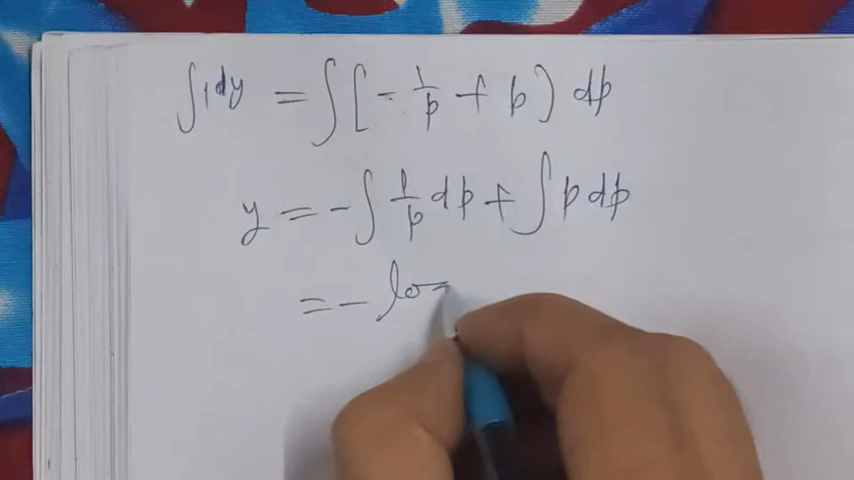 ∫1dy = ∫[-1/p + p) dp
y = -∫1/p dp + ∫p dp
= - lo